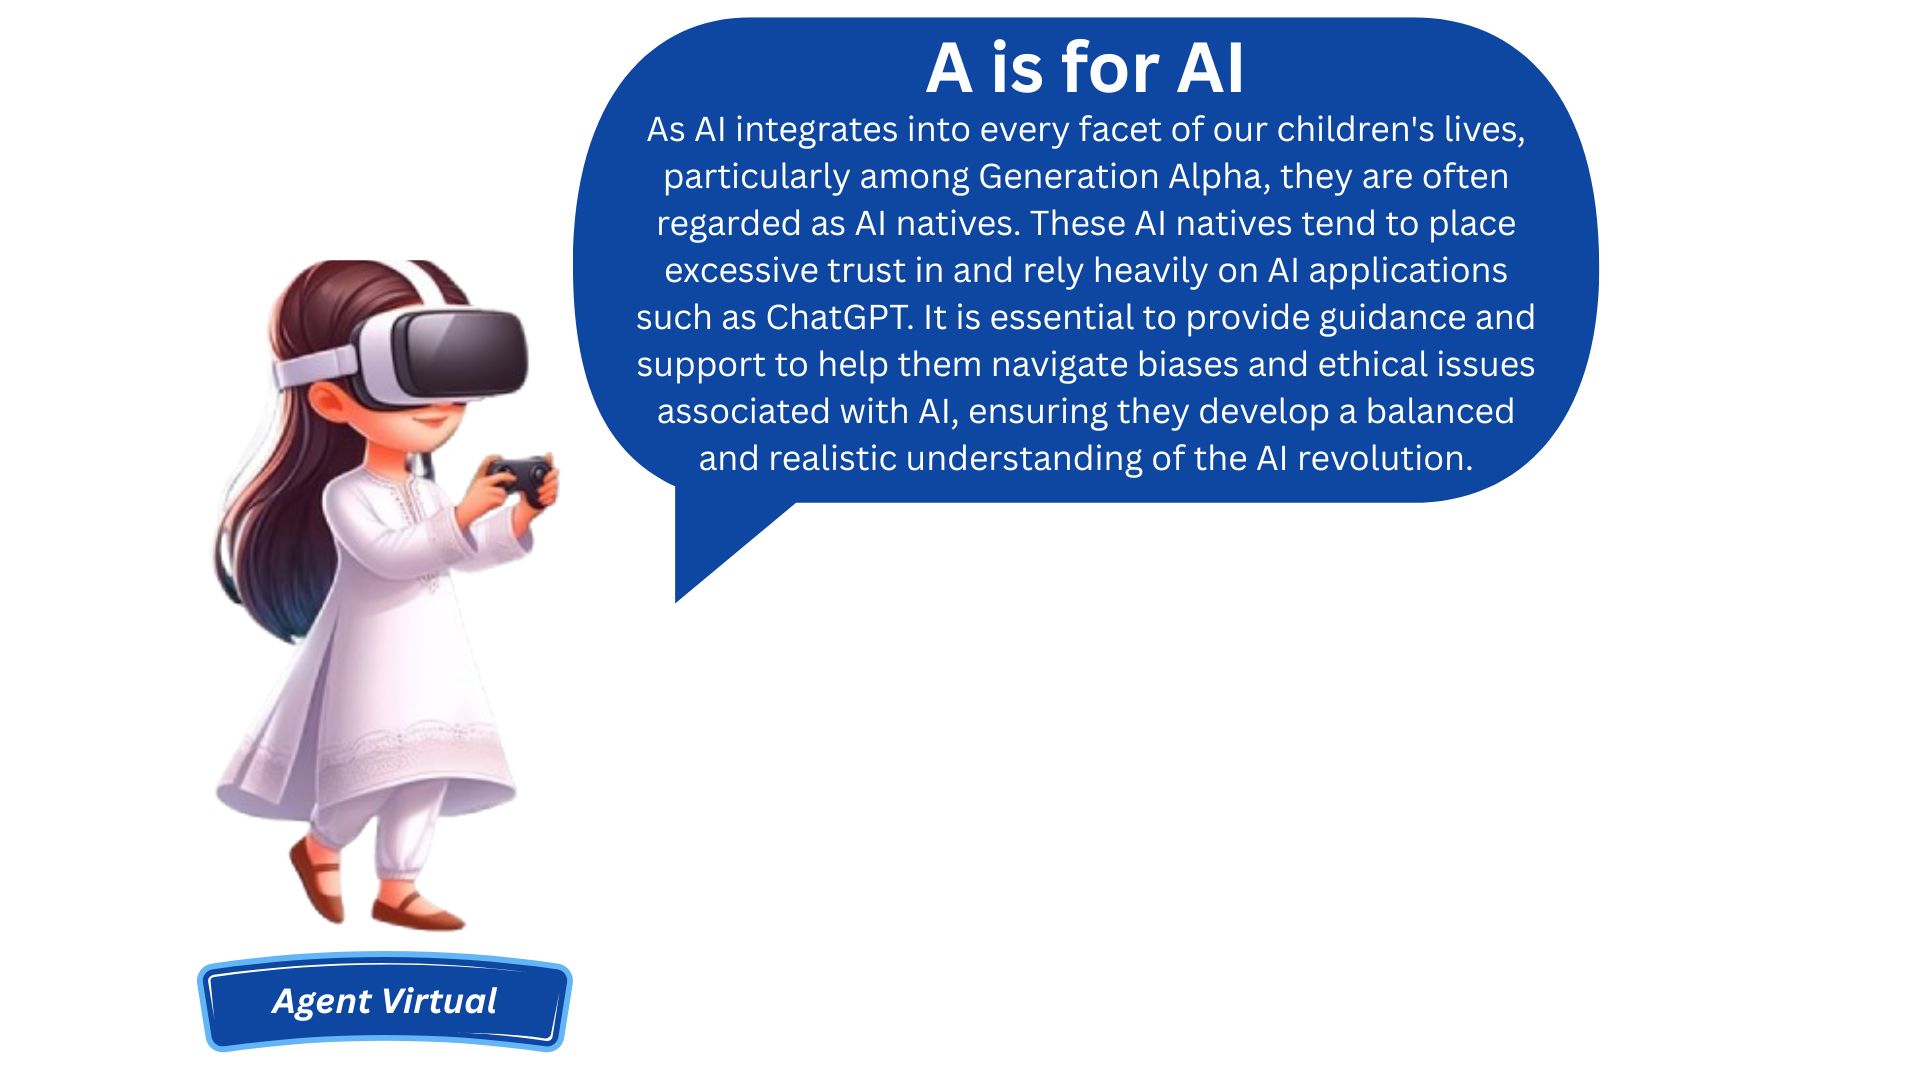 A is for AI
As AI integrates into every facet of our children's lives,
particularly among Generation Alpha, they are often
regarded as AI natives. These AI natives tend to place
excessive trust in and rely heavily on AI applications
such as ChatGPT. It is essential to provide guidance and
support to help them navigate biases and ethical issues
associated with AI, ensuring they develop a balanced
and realistic understanding of the AI revolution.
Agent Virtual